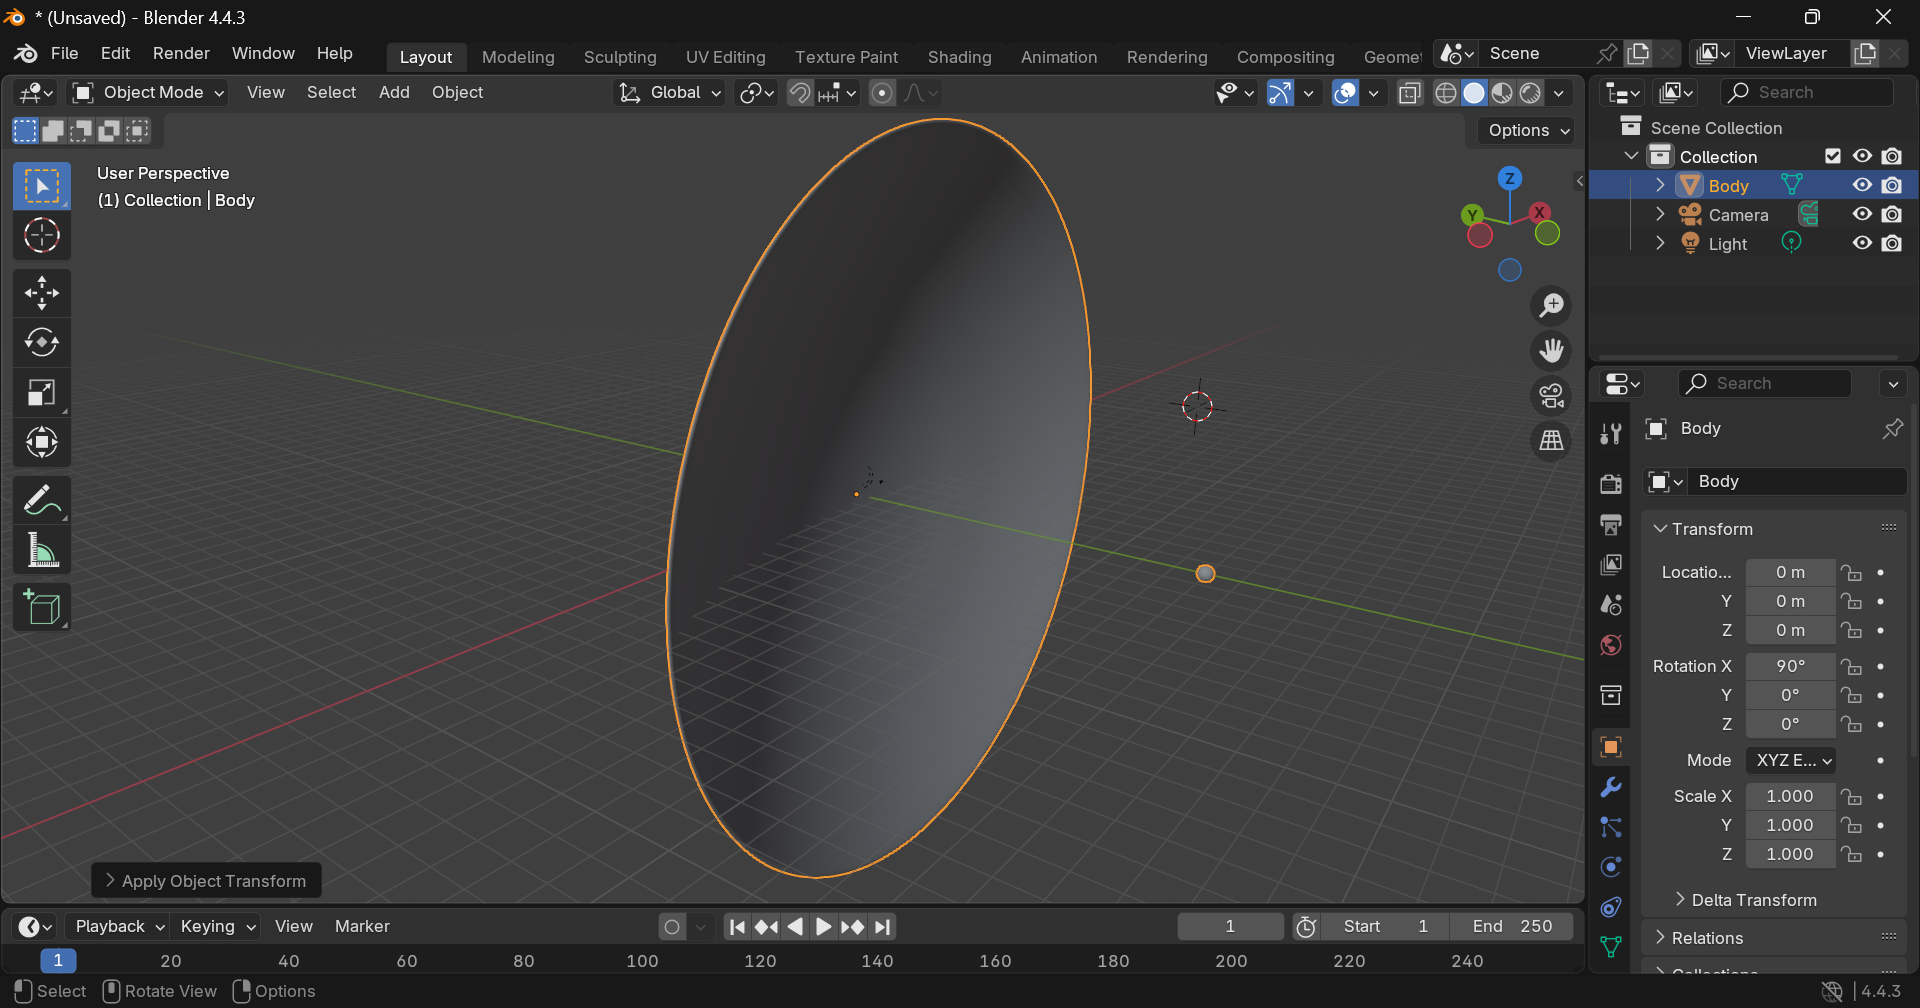 * (Unsaved) - Blender 4.4.3
File Edit Render Window Help Layout Modeling Sculpting UV Editing Texture Paint Shading Animation Rendering Compositing Geomet Scene ViewLayer
Object Mode View Select Add Object Global Search
Options
User Perspective
(1) Collection | Body
Z
Y X
Scene Collection
Collection
Body
Camera
Light
Search
Body
Body
Transform
Locatio... 0 m
Y 0 m
Z 0 m
Rotation X 90°
Y 0°
Z 0°
Mode XYZ E...
Scale X 1.000
Y 1.000
Z 1.000
Delta Transform
Relations
Collections
Apply Object Transform
Playback Keying View Marker 1 Start 1 End 250
1 20 40 60 80 100 120 140 160 180 200 220 240
Select Rotate View Options 4.4.3